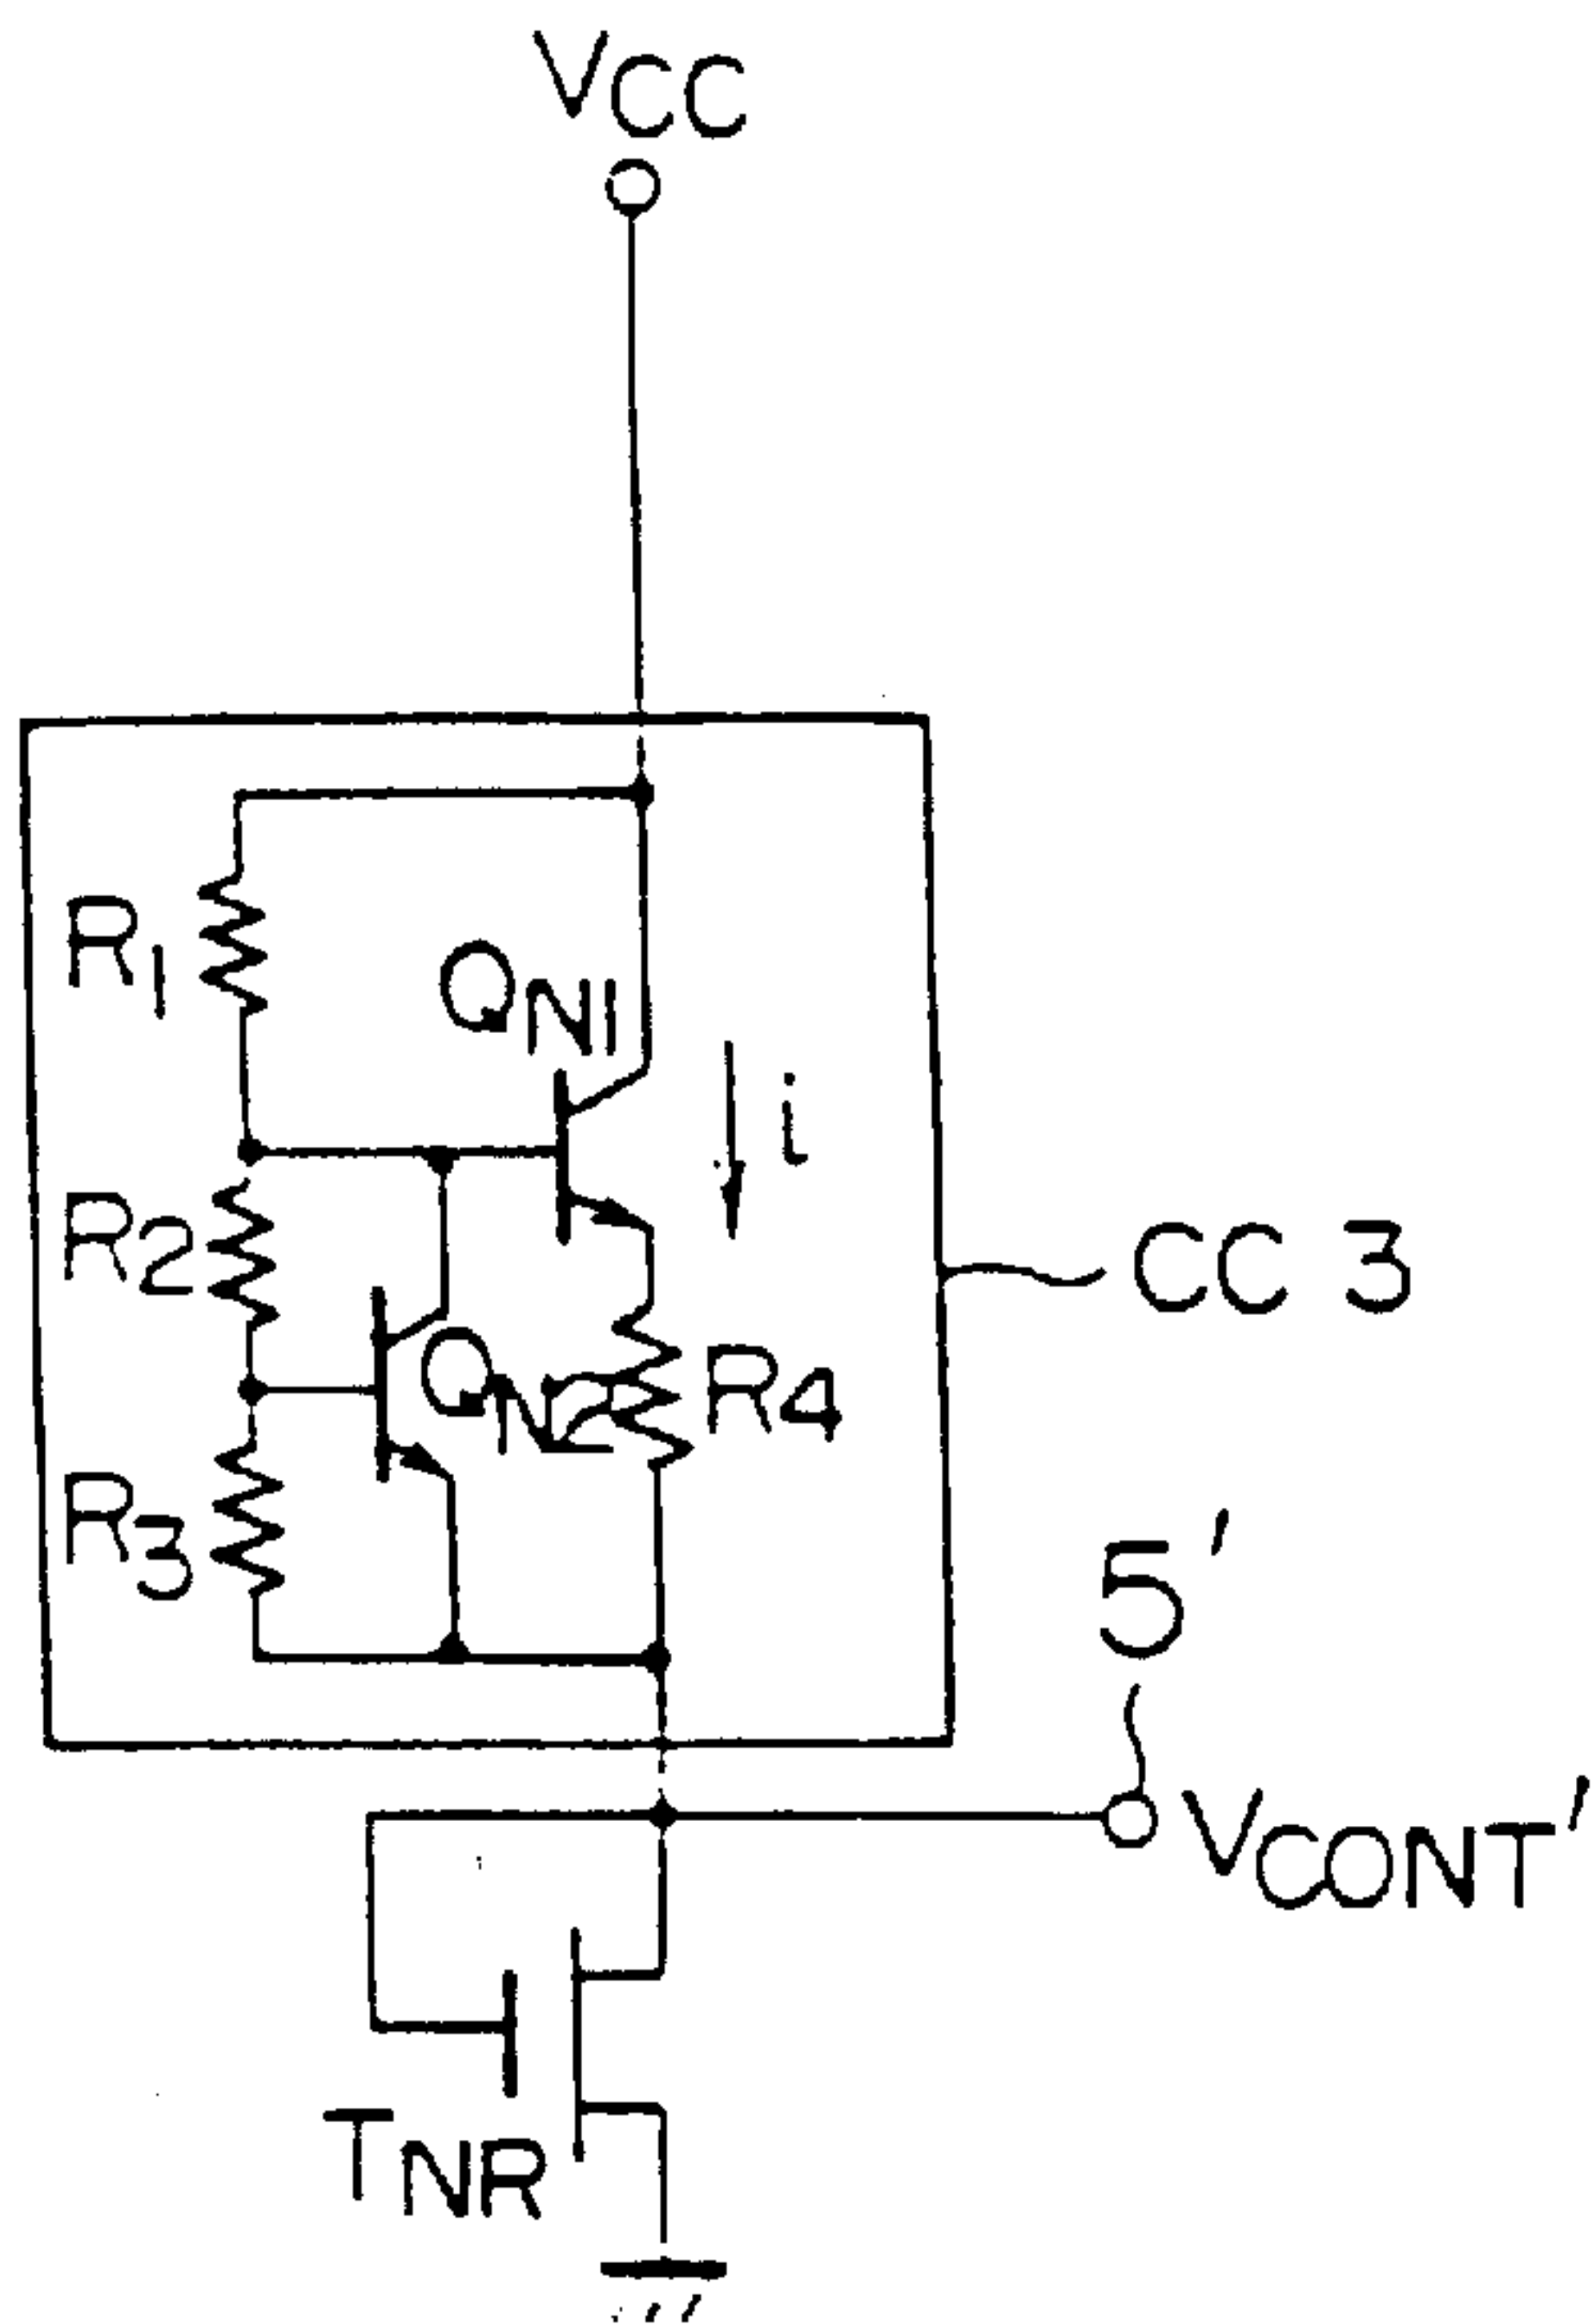 VCC
R1
QN1
i
R2
CC 3
QN2
R4
R3
5'
VCONT'
TNR